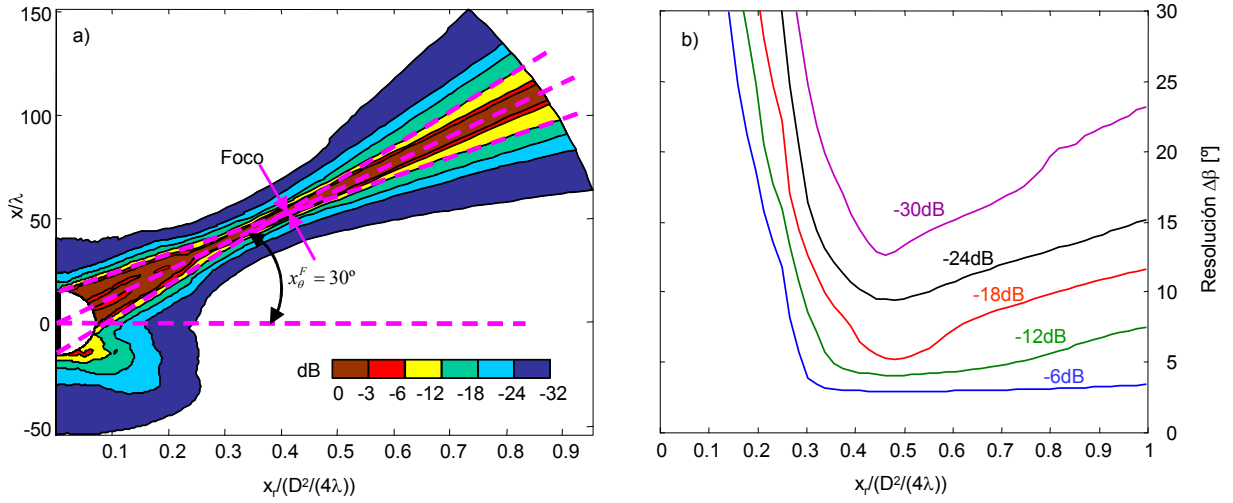 a)
150
100
50
0
-50
x/λ
Foco
x_θ^F = 30º
dB
0 -3 -6 -12 -18 -24 -32
0.1 0.2 0.3 0.4 0.5 0.6 0.7 0.8 0.9
x_r/(D²/(4λ))
b)
30
25
20
15
10
5
0
Resolución Δβ [º]
-30dB
-24dB
-18dB
-12dB
-6dB
0 0.1 0.2 0.3 0.4 0.5 0.6 0.7 0.8 0.9 1
x_r/(D²/(4λ))